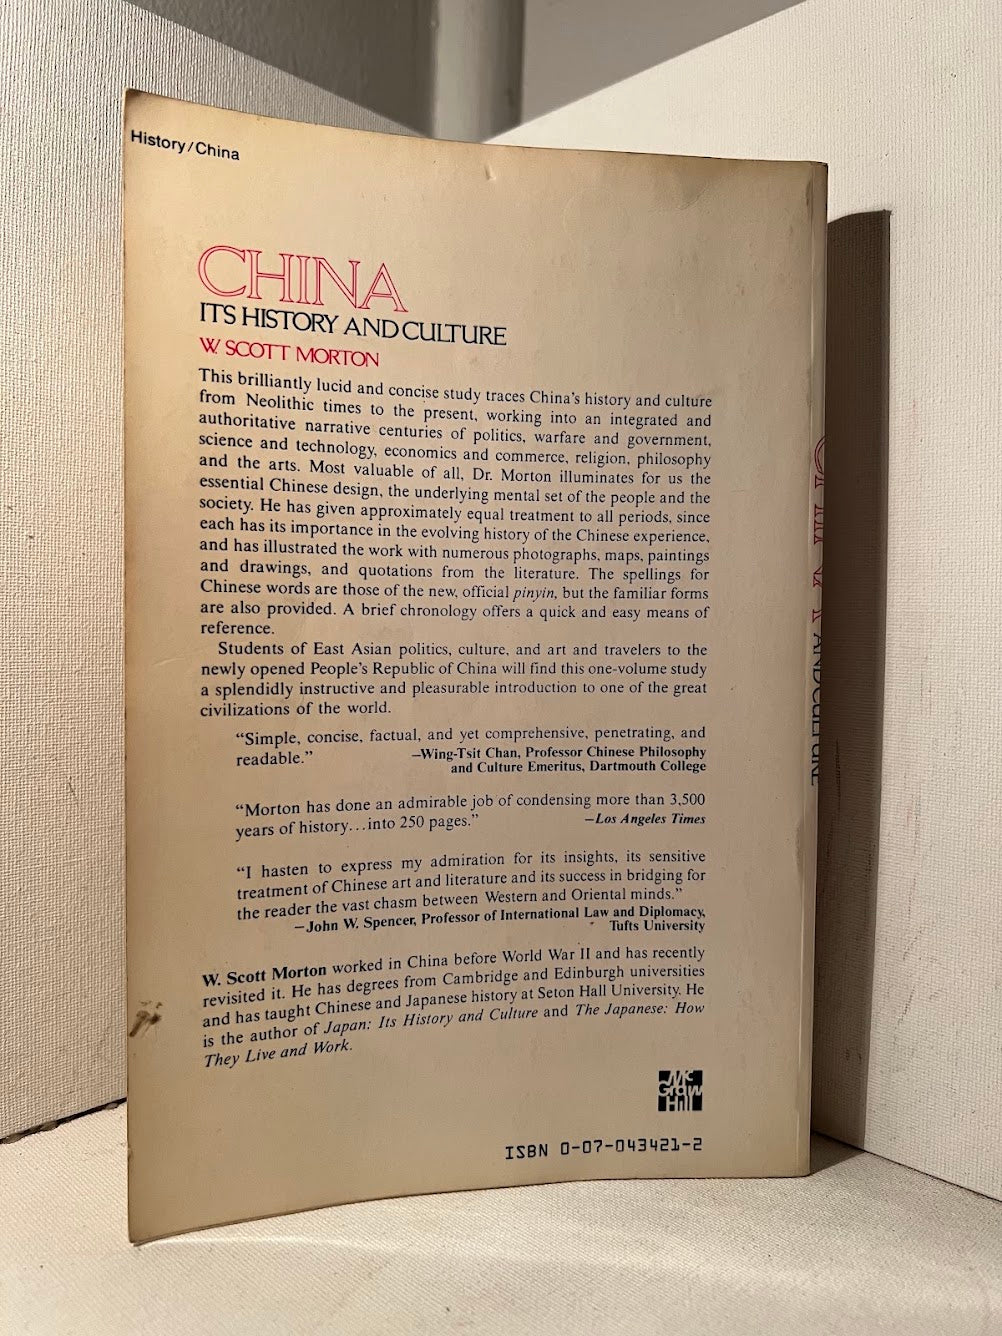 History/China
CHINA
ITS HISTORY AND CULTURE
W. SCOTT MORTON
This brilliantly lucid and concise study traces China's history and culture
from Neolithic times to the present, working into an integrated and
authoritative narrative centuries of politics, warfare and government,
science and technology, economics and commerce, religion, philosophy
and the arts. Most valuable of all, Dr. Morton illuminates for us the
essential Chinese design, the underlying mental set of the people and the
society. He has given approximately equal treatment to all periods, since
each has its importance in the evolving history of the Chinese experience,
and has illustrated the work with numerous photographs, maps, paintings
and drawings, and quotations from the literature. The spellings for
Chinese words are those of the new, official pinyin, but the familiar forms
are also provided. A brief chronology offers a quick and easy means of
reference.
Students of East Asian politics, culture, and art and travelers to the
newly opened People's Republic of China will find this one-volume study
a splendidly instructive and pleasurable introduction to one of the great
civilizations of the world.
“Simple, concise, factual, and yet comprehensive, penetrating, and
readable.” —Wing-Tsit Chan, Professor Chinese Philosophy
and Culture Emeritus, Dartmouth College
“Morton has done an admirable job of condensing more than 3,500
years of history...into 250 pages.” —Los Angeles Times
“I hasten to express my admiration for its insights, its sensitive
treatment of Chinese art and literature and its success in bridging for
the reader the vast chasm between Western and Oriental minds.”
—John W. Spencer, Professor of International Law and Diplomacy,
Tufts University
W. Scott Morton worked in China before World War II and has recently
revisited it. He has degrees from Cambridge and Edinburgh universities
and has taught Chinese and Japanese history at Seton Hall University. He
is the author of Japan: Its History and Culture and The Japanese: How
They Live and Work.
Mc
Graw
Hill
ISBN 0-07-043421-2
AND CULTURE